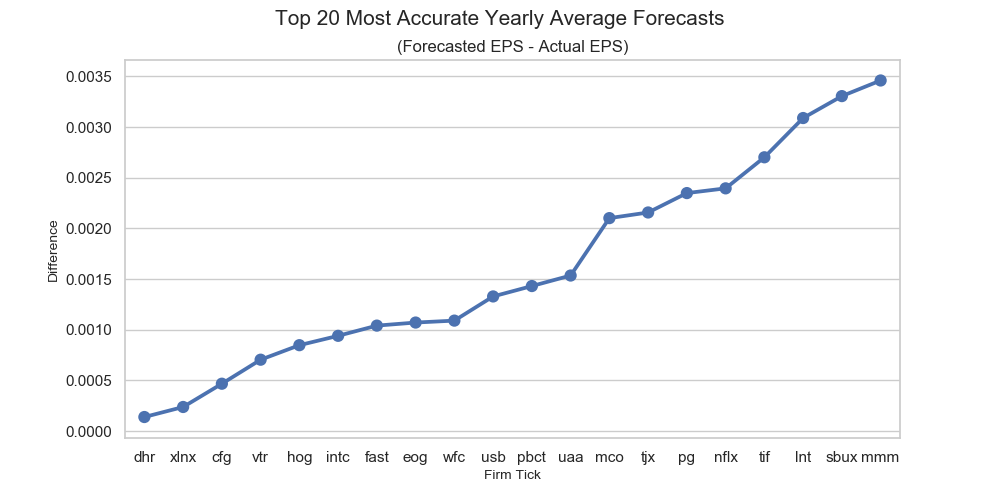 Top 20 Most Accurate Yearly Average Forecasts
(Forecasted EPS - Actual EPS)
0.0035
0.0030
0.0025
0.0020
0.0015
0.0010
0.0005
0.0000
Difference
dhr xlnx cfg vtr hog intc fast eog wfc usb pbct uaa mco tjx pg nflx tif lnt sbux mmm
Firm Tick